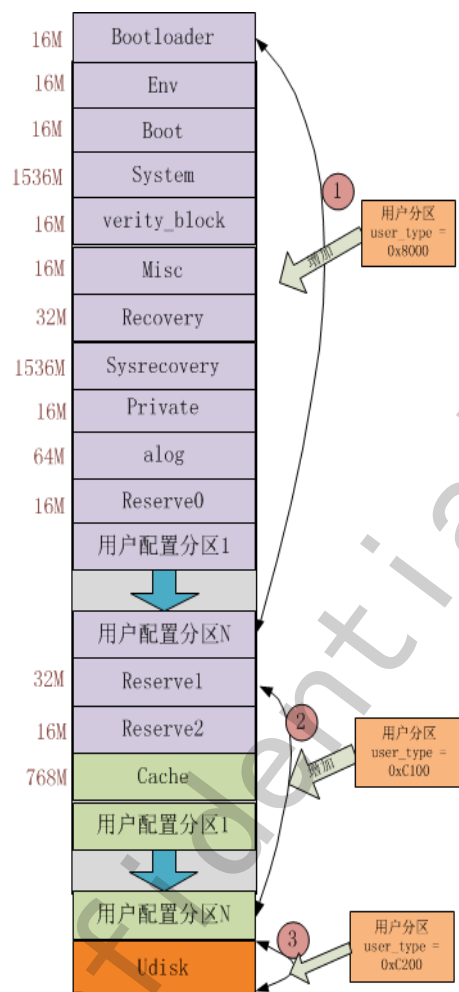 16M Bootloader
16M Env
16M Boot
1536M System
16M verity_block
16M Misc
32M Recovery
1536M Sysrecovery
16M Private
64M alog
16M Reserve0
用户配置分区1
用户配置分区N
32M Reserve1
16M Reserve2
768M Cache
用户配置分区1
用户配置分区N
Udisk
1
增加
用户分区
user_type =
0x8000
2
增加
用户分区
user_type =
0xC100
3
用户分区
user_type =
0xC200
fidential